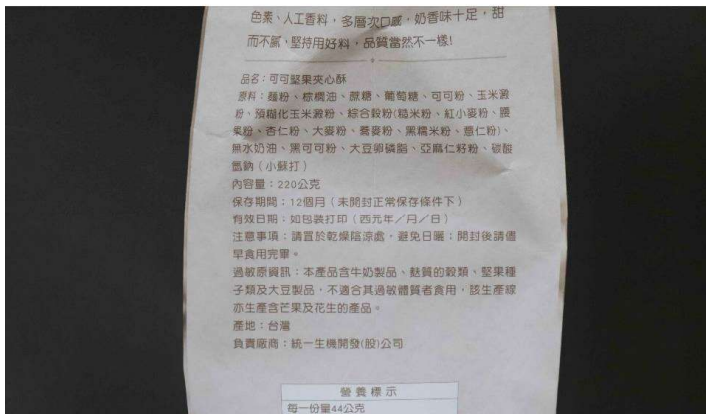 色素、人工香料，多層次口感，奶香味十足，甜
而不膩，堅持用好料，品質當然不一樣!
品名：可可堅果夾心酥
原料：麵粉、棕櫚油、蔗糖、葡萄糖、可可粉、玉米澱
粉、預糊化玉米澱粉、綜合穀粉(糙米粉、紅小麥粉、腰
果粉、杏仁粉、大麥粉、蕎麥粉、黑糯米粉、薏仁粉)、
無水奶油、黑可可粉、大豆卵磷脂、亞麻仁籽粉、碳酸
氫鈉（小蘇打）
內容量：220公克
保存期間：12個月（未開封正常保存條件下）
有效日期：如包裝打印（西元年／月／日）
注意事項：請置於乾燥陰涼處，避免日曬；開封後請儘
早食用完畢。
過敏原資訊：本產品含牛奶製品、麩質的穀類、堅果種
子類及大豆製品，不適合其過敏體質者食用，該生產線
亦生產含芒果及花生的產品。
產地：台灣
負責廠商：統一生機開發(股)公司
營養標示
每一份量44公克